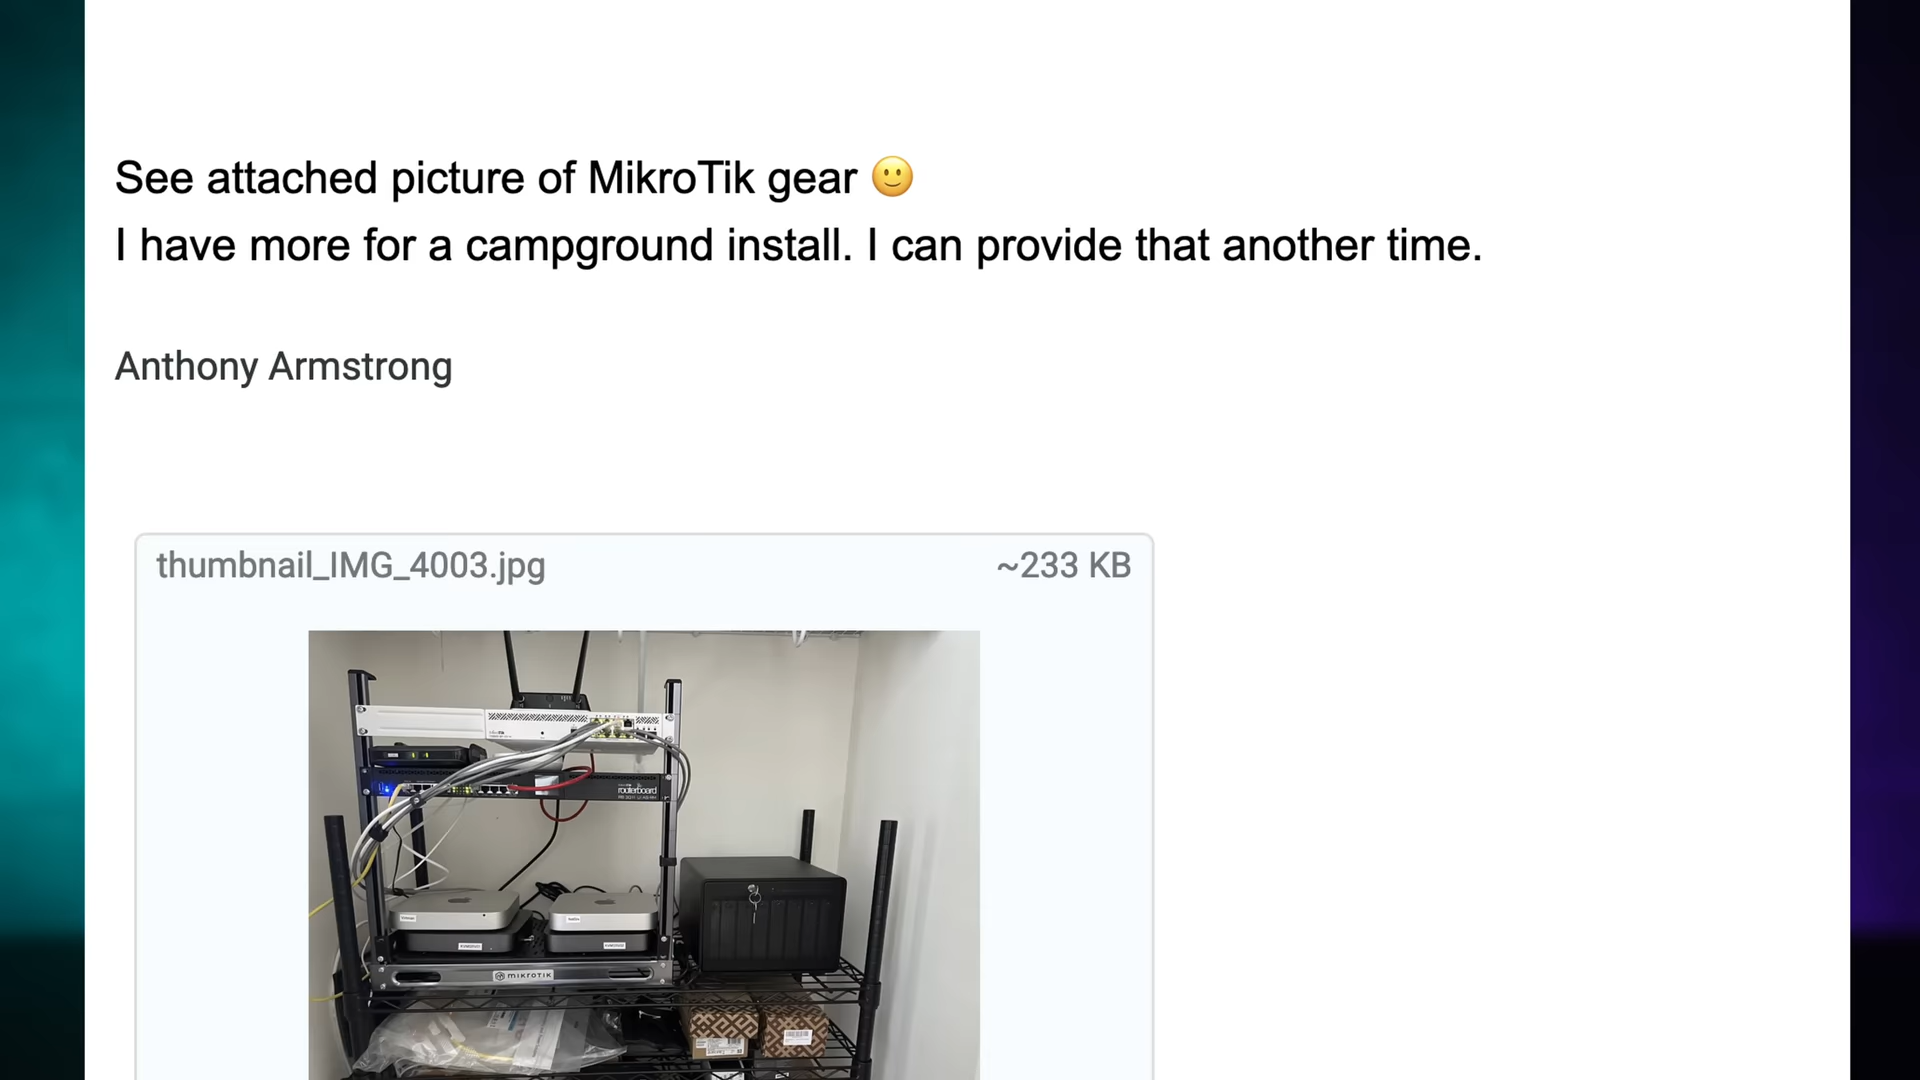 See attached picture of MikroTik gear 🙂
I have more for a campground install. I can provide that another time.
Anthony Armstrong
thumbnail_IMG_4003.jpg ~233 KB
routerboard
MikroTik